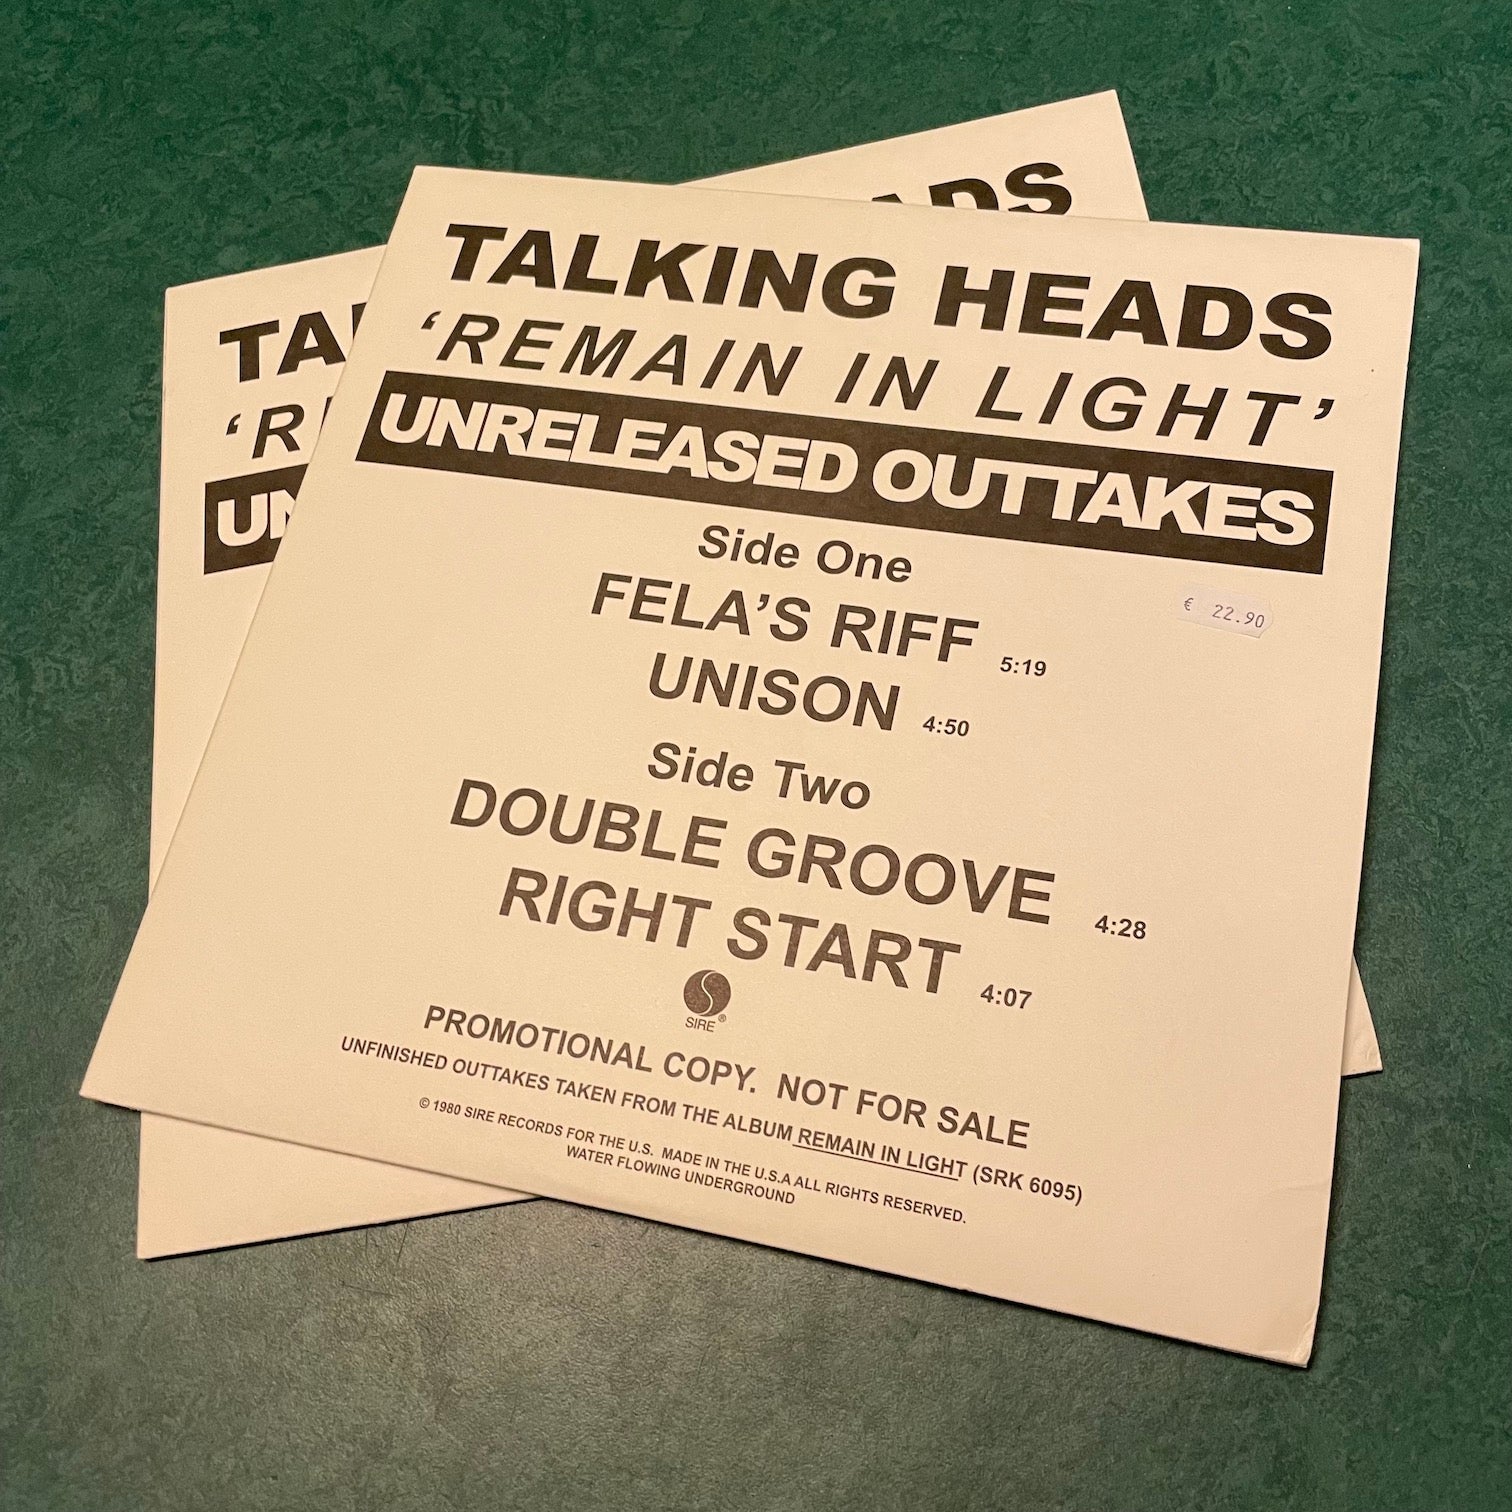 ADS
TALKING HEADS
‘REMAIN IN LIGHT’
UNRELEASED OUTTAKES
TA
‘R
UN
Side One
FELA’S RIFF 5:19
€ 22.90
UNISON 4:50
Side Two
DOUBLE GROOVE 4:28
RIGHT START 4:07
SIRE®
PROMOTIONAL COPY. NOT FOR SALE
UNFINISHED OUTTAKES TAKEN FROM THE ALBUM REMAIN IN LIGHT (SRK 6095)
© 1980 SIRE RECORDS FOR THE U.S. MADE IN THE U.S.A ALL RIGHTS RESERVED.
WATER FLOWING UNDERGROUND